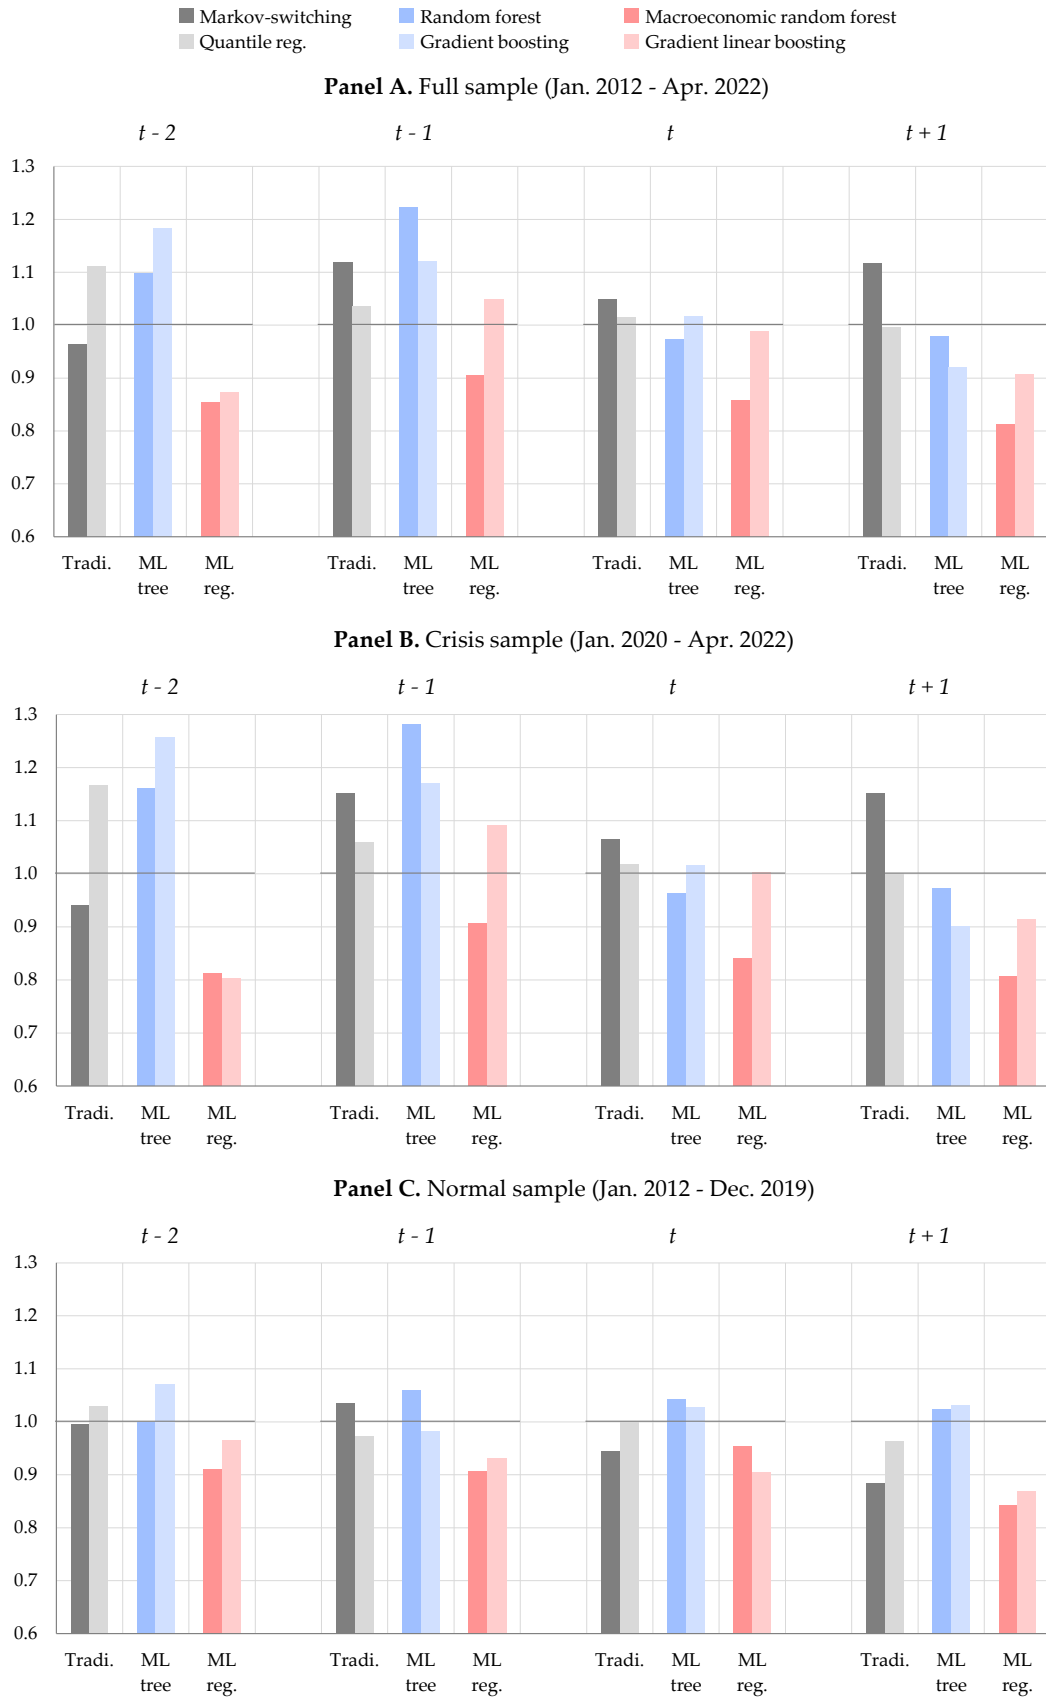 Markov-switching Random forest Macroeconomic random forest
Quantile reg. Gradient boosting Gradient linear boosting
Panel A. Full sample (Jan. 2012 - Apr. 2022)
t - 2 t - 1 t t + 1
1.3
1.2
1.1
1.0
0.9
0.8
0.7
0.6
Tradi. ML ML Tradi. ML ML Tradi. ML ML Tradi. ML ML
tree reg. tree reg. tree reg. tree reg.
Panel B. Crisis sample (Jan. 2020 - Apr. 2022)
t - 2 t - 1 t t + 1
1.3
1.2
1.1
1.0
0.9
0.8
0.7
0.6
Tradi. ML ML Tradi. ML ML Tradi. ML ML Tradi. ML ML
tree reg. tree reg. tree reg. tree reg.
Panel C. Normal sample (Jan. 2012 - Dec. 2019)
t - 2 t - 1 t t + 1
1.3
1.2
1.1
1.0
0.9
0.8
0.7
0.6
Tradi. ML ML Tradi. ML ML Tradi. ML ML Tradi. ML ML
tree reg. tree reg. tree reg. tree reg.